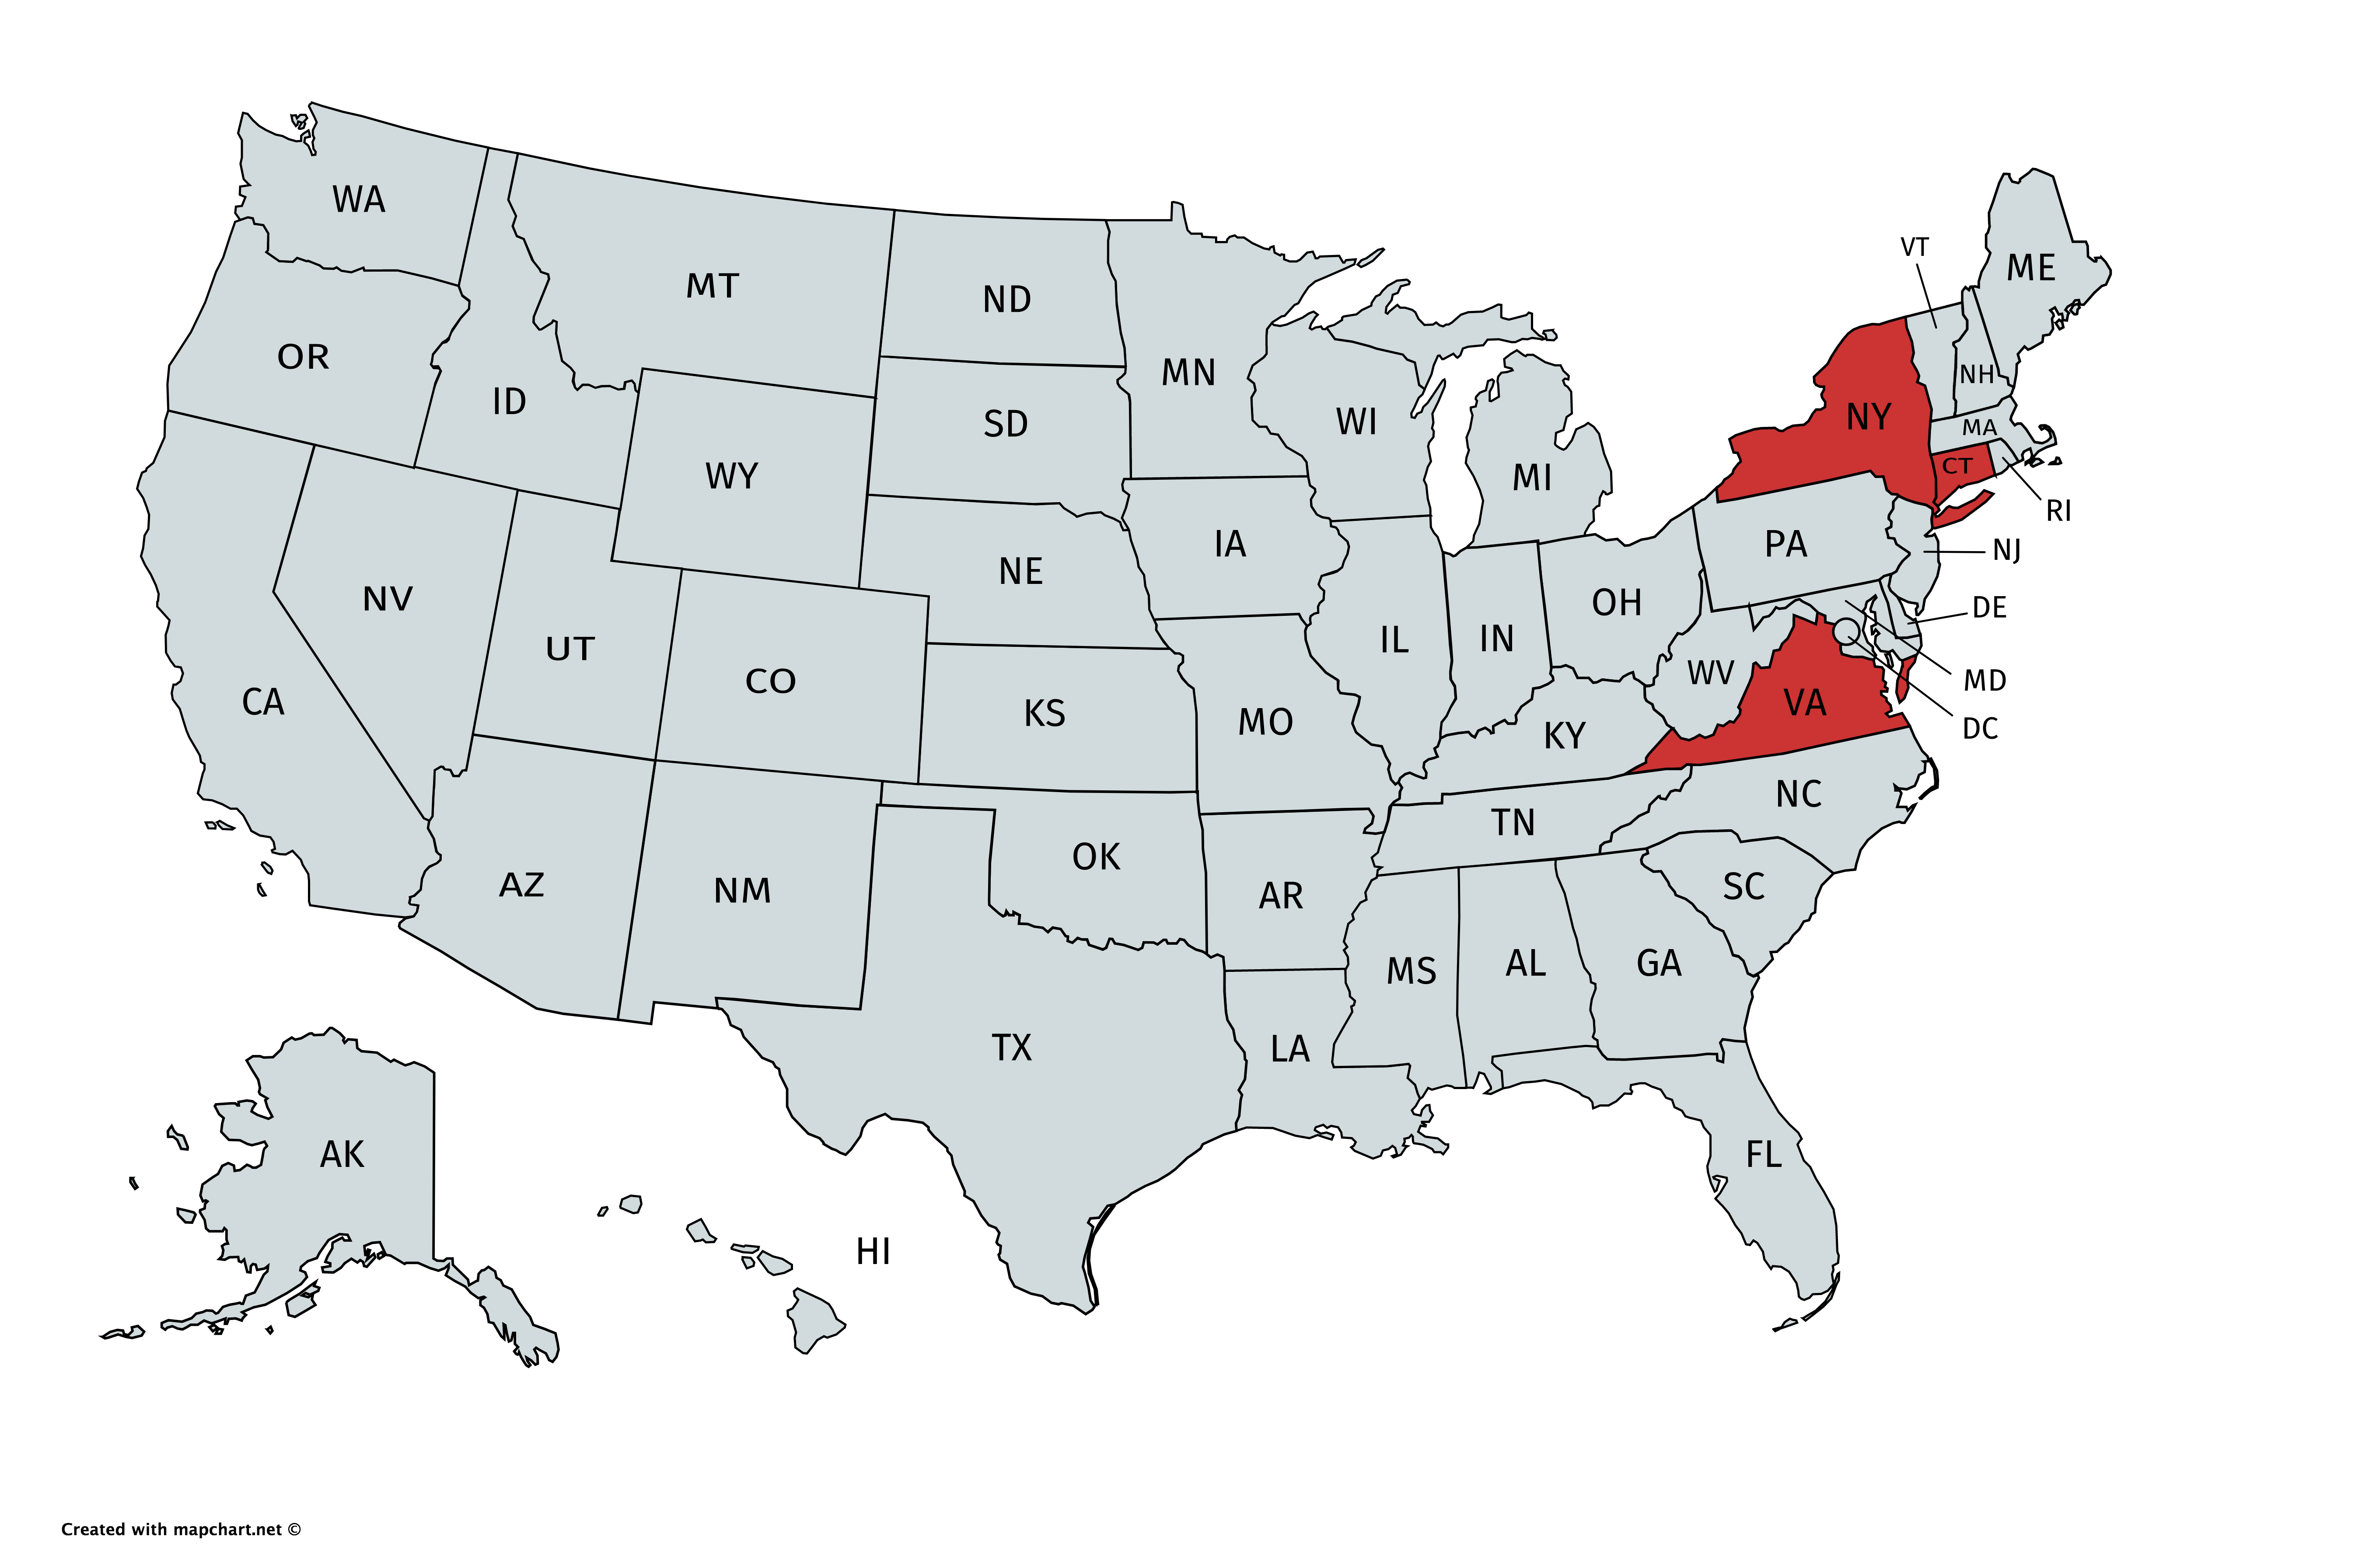 WA
MT
ND
MN
VT
ME
OR
ID
SD
WI
NH
NY
MA
WY
MI
CT
RI
NV
NE
IA
PA
NJ
UT
CO
KS
MO
IL
IN
OH
WV
DE
CA
KY
VA
MD
DC
AZ
NM
OK
AR
TN
NC
SC
MS
AL
GA
TX
LA
AK
HI
FL
Created with mapchart.net ©